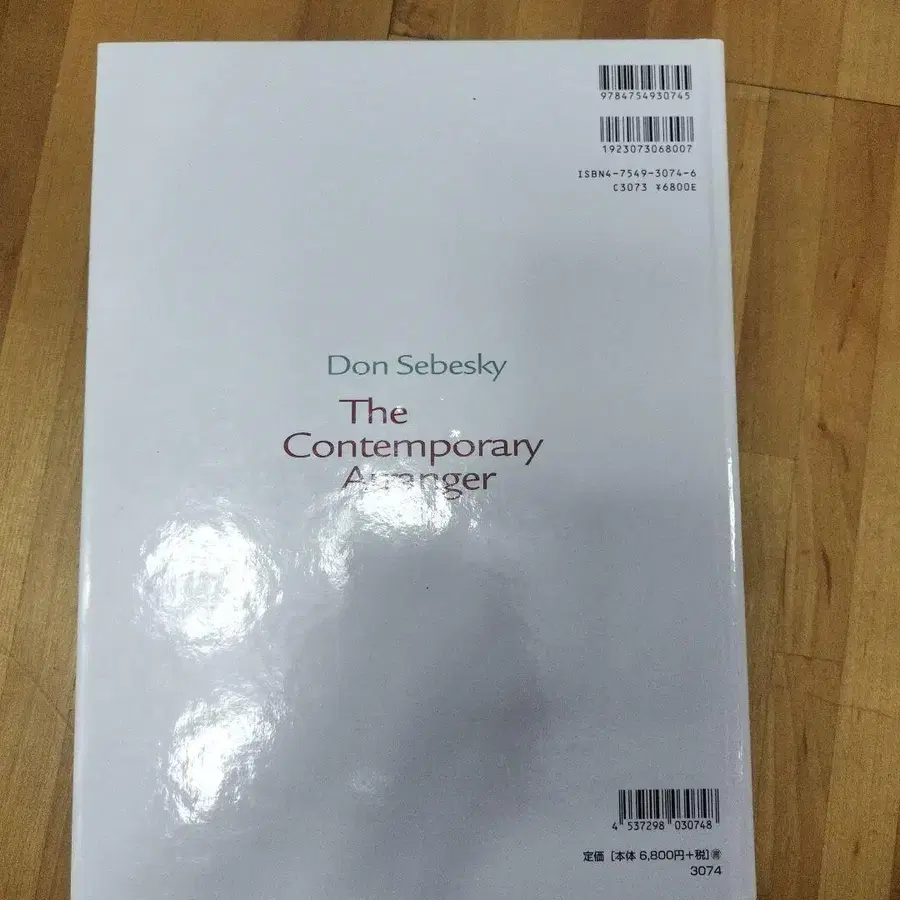 9784754930745
1923073068007
ISBN4-7549-3074-6
C3073 ¥6800E
Don Sebesky
The
Contemporary
Arranger
4 537298 030748
定価 [本体 6,800円+税]
3074